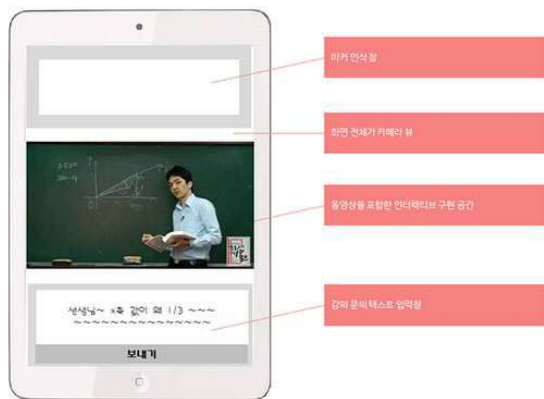 마커 인식 창
화면 전체가 카메라 뷰
동영상을 포함한 인터랙티브 구현 공간
선생님~ x축 값이 왜 1/3 ~~~
~~~~~~~~~~~~~~~
강의 문의 텍스트 입력창
보내기